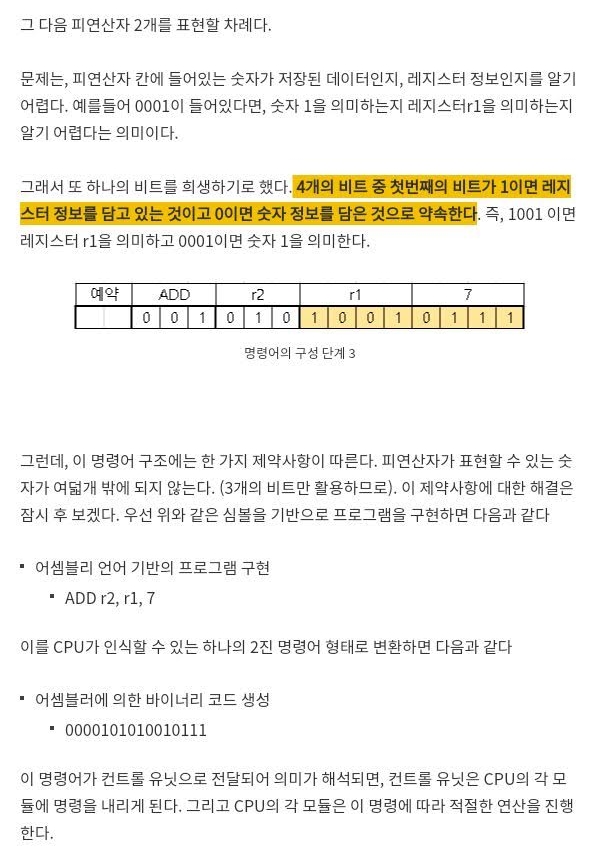 그 다음 피연산자 2개를 표현할 차례다.
문제는, 피연산자 칸에 들어있는 숫자가 저장된 데이터인지, 레지스터 정보인지를 알기
어렵다. 예를들어 0001이 들어있다면, 숫자 1을 의미하는지 레지스터r1을 의미하는지
알기 어렵다는 의미이다.
그래서 또 하나의 비트를 희생하기로 했다. 4개의 비트 중 첫번째의 비트가 1이면 레지
스터 정보를 담고 있는 것이고 0이면 숫자 정보를 담은 것으로 약속한다. 즉, 1001 이면
레지스터 r1을 의미하고 0001이면 숫자 1을 의미한다.
예약 ADD r2 r1 7
0 0 1 0 1 0 1 0 0 1 0 1 1 1
명령어의 구성 단계 3
그런데, 이 명령어 구조에는 한 가지 제약사항이 따른다. 피연산자가 표현할 수 있는 숫
자가 여덟개 밖에 되지 않는다. (3개의 비트만 활용하므로). 이 제약사항에 대한 해결은
잠시 후 보겠다. 우선 위와 같은 심볼을 기반으로 프로그램을 구현하면 다음과 같다
▪ 어셈블리 언어 기반의 프로그램 구현
▪ ADD r2, r1, 7
이를 CPU가 인식할 수 있는 하나의 2진 명령어 형태로 변환하면 다음과 같다
▪ 어셈블러에 의한 바이너리 코드 생성
▪ 0000101010010111
이 명령어가 컨트롤 유닛으로 전달되어 의미가 해석되면, 컨트롤 유닛은 CPU의 각 모
듈에 명령을 내리게 된다. 그리고 CPU의 각 모듈은 이 명령에 따라 적절한 연산을 진행
한다.